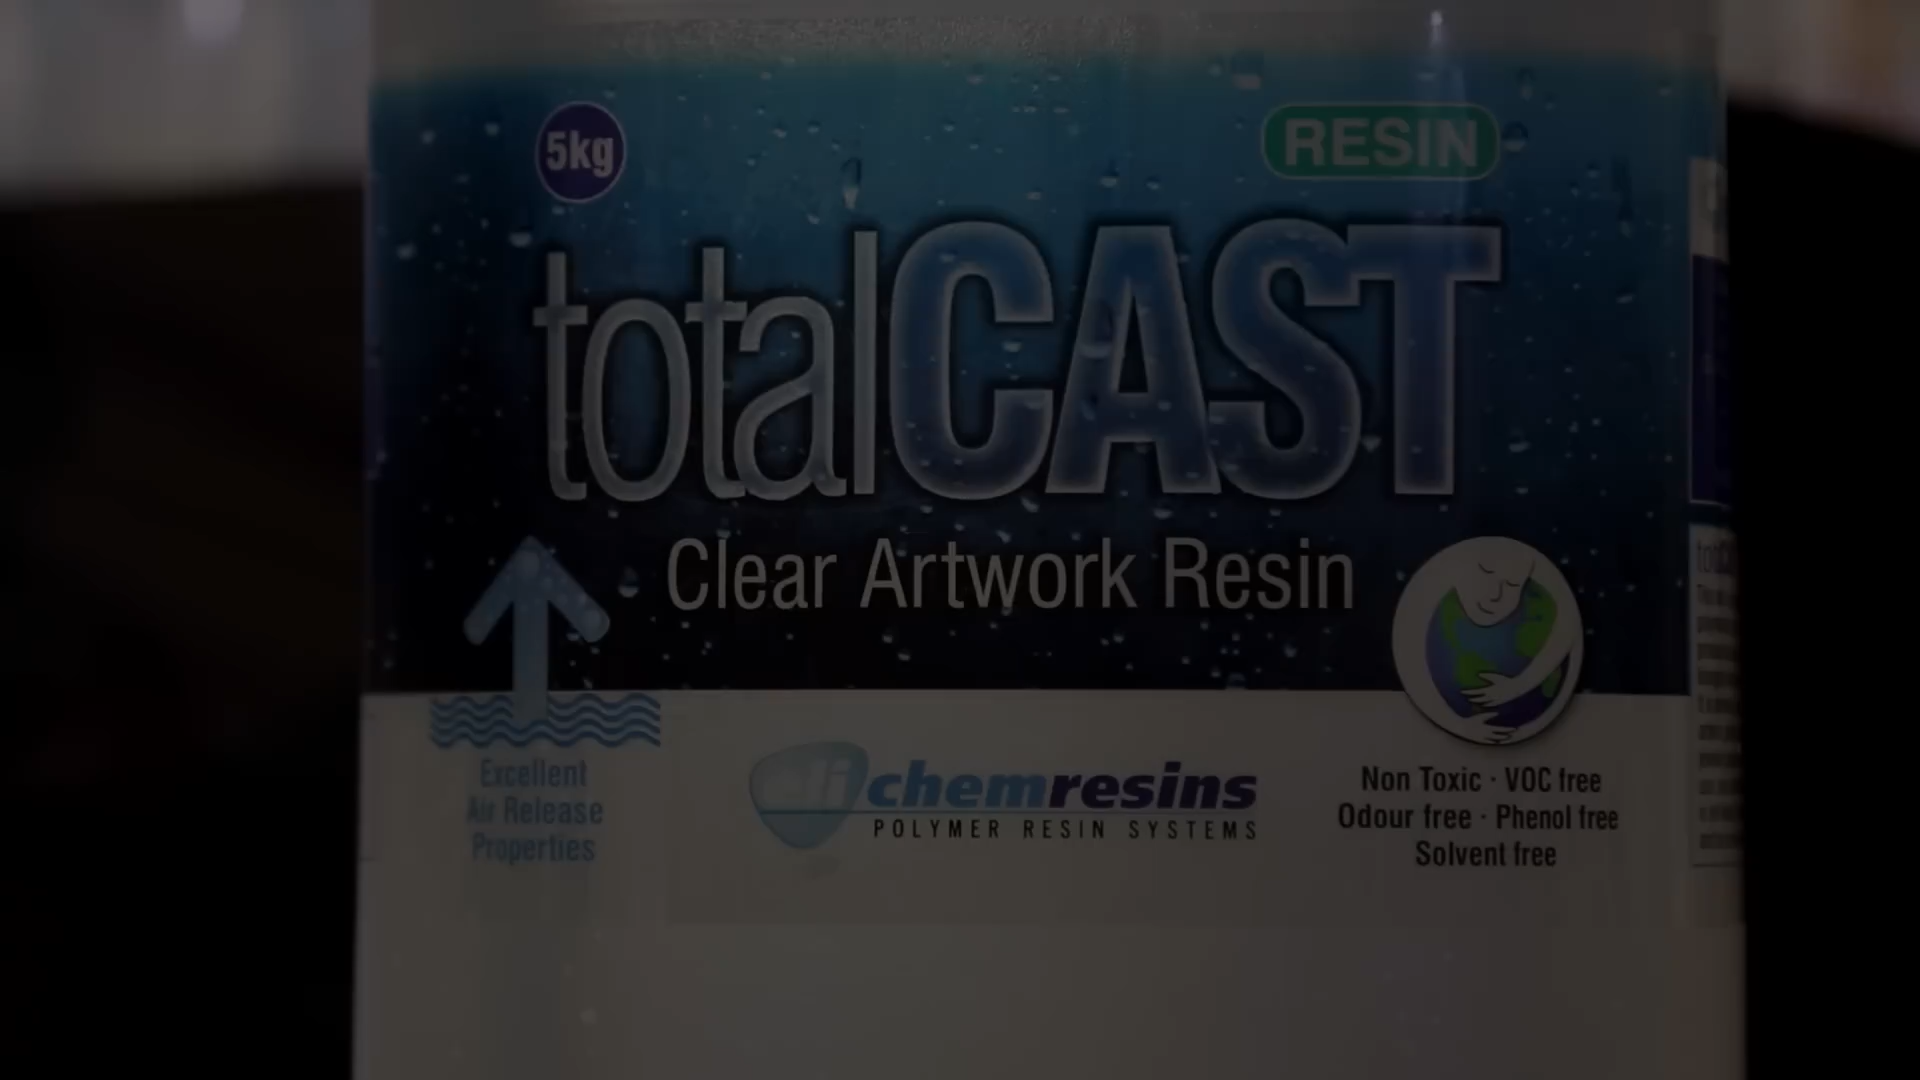 5kg
RESIN
totalCAST
Clear Artwork Resin
Excellent
Air Release
Properties
elichemresins
POLYMER RESIN SYSTEMS
Non Toxic · VOC free
Odour free · Phenol free
Solvent free